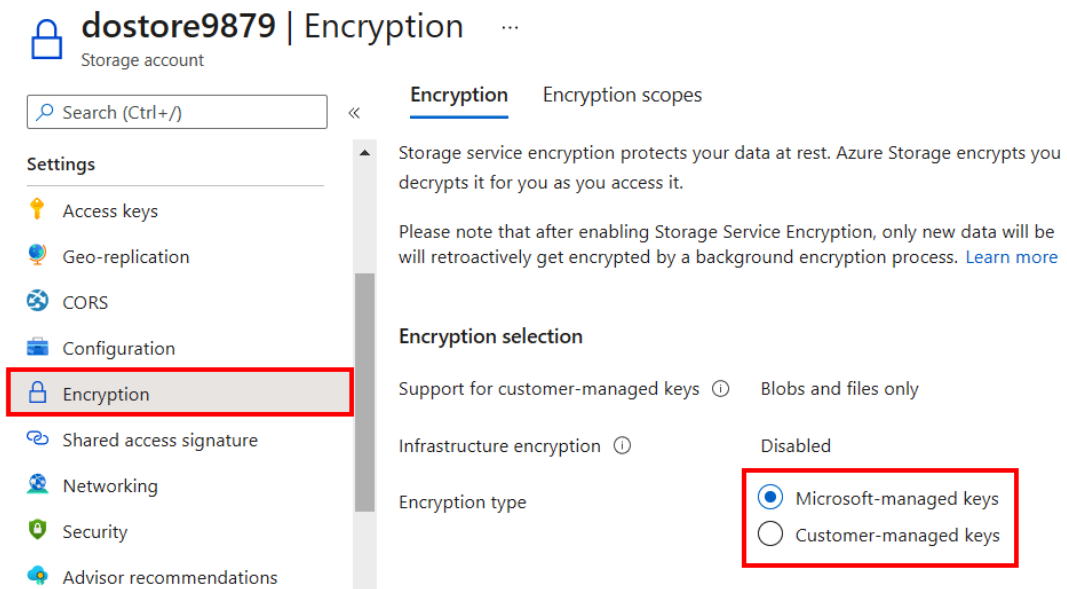 dostore9879 | Encryption ...
Storage account
Search (Ctrl+/)
«
Settings
Access keys
Geo-replication
CORS
Configuration
Encryption
Shared access signature
Networking
Security
Advisor recommendations
Encryption Encryption scopes
Storage service encryption protects your data at rest. Azure Storage encrypts you
decrypts it for you as you access it.
Please note that after enabling Storage Service Encryption, only new data will be
will retroactively get encrypted by a background encryption process. Learn more
Encryption selection
Support for customer-managed keys Blobs and files only
Infrastructure encryption Disabled
Encryption type
Microsoft-managed keys
Customer-managed keys